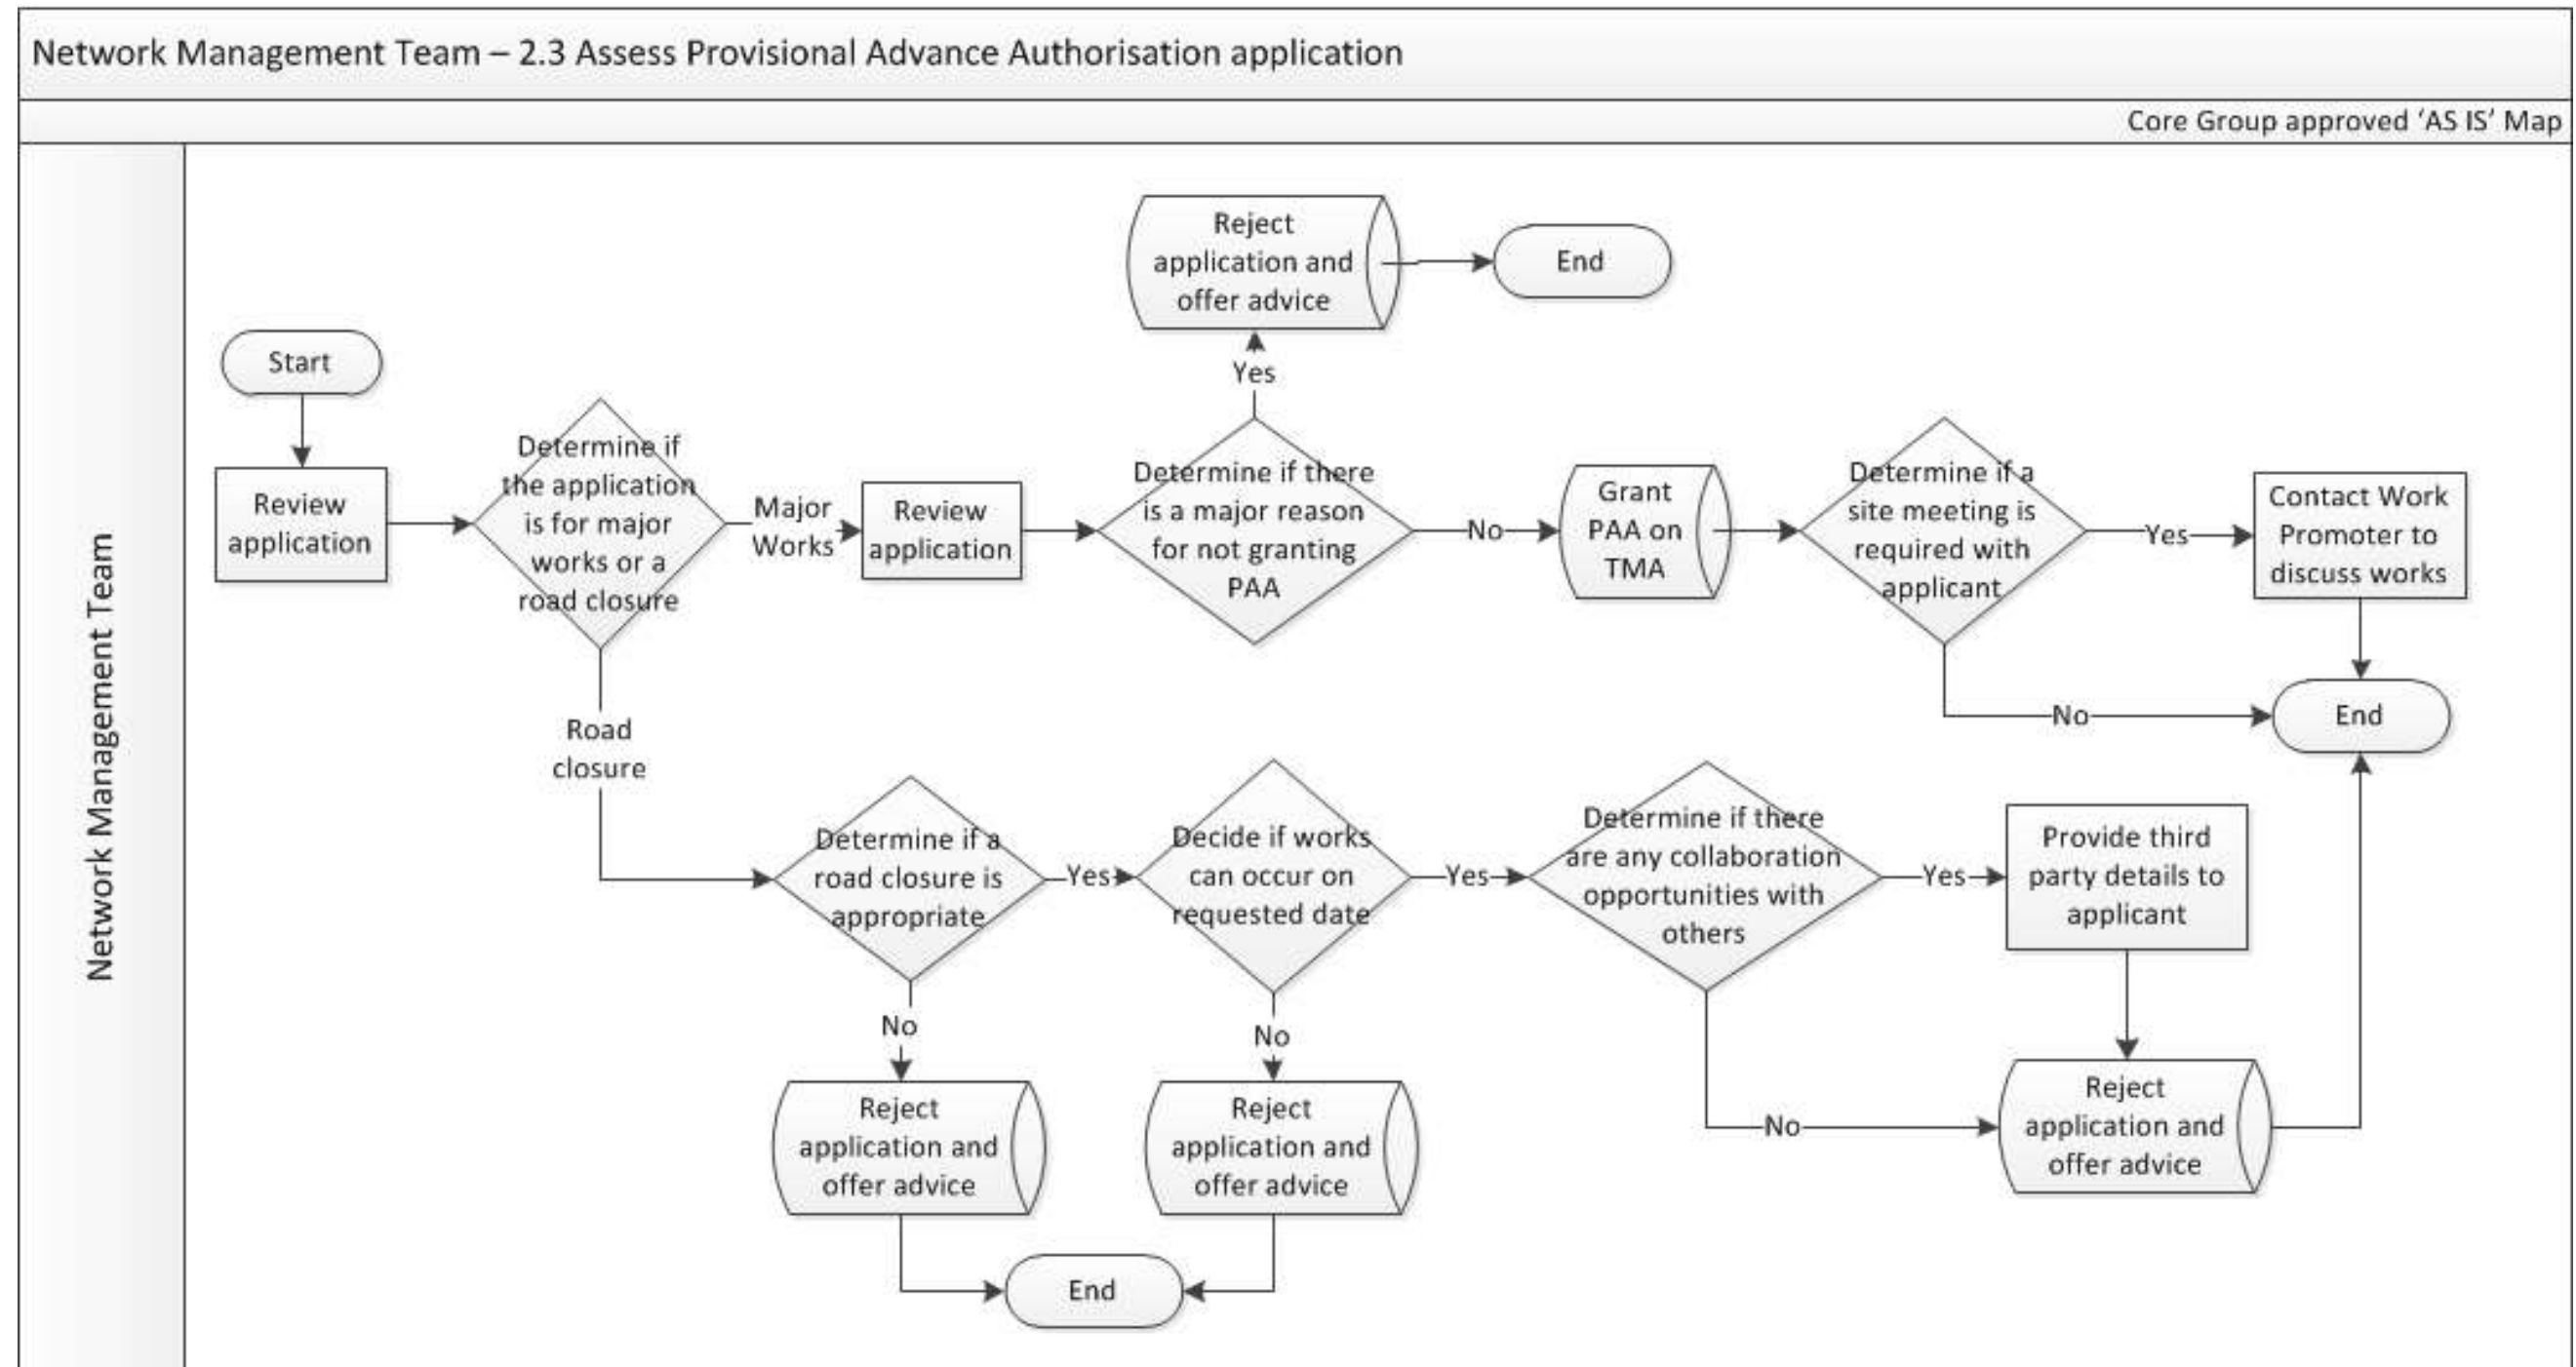 Network Management Team – 2.3 Assess Provisional Advance Authorisation application
Core Group approved ‘AS IS’ Map
Network Management Team
Start
Review
application
Determine if
the application
is for major
works or a
road closure
Major
Works
Review
application
Determine if there
is a major reason
for not granting
PAA
Yes
Reject
application and
offer advice
End
No
Grant
PAA on
TMA
Determine if a
site meeting is
required with
applicant
Yes
Contact Work
Promoter to
discuss works
No
End
Road
closure
Determine if a
road closure is
appropriate
Yes
Decide if works
can occur on
requested date
Yes
Determine if there
are any collaboration
opportunities with
others
Yes
Provide third
party details to
applicant
No
Reject
application and
offer advice
No
Reject
application and
offer advice
No
Reject
application and
offer advice
End